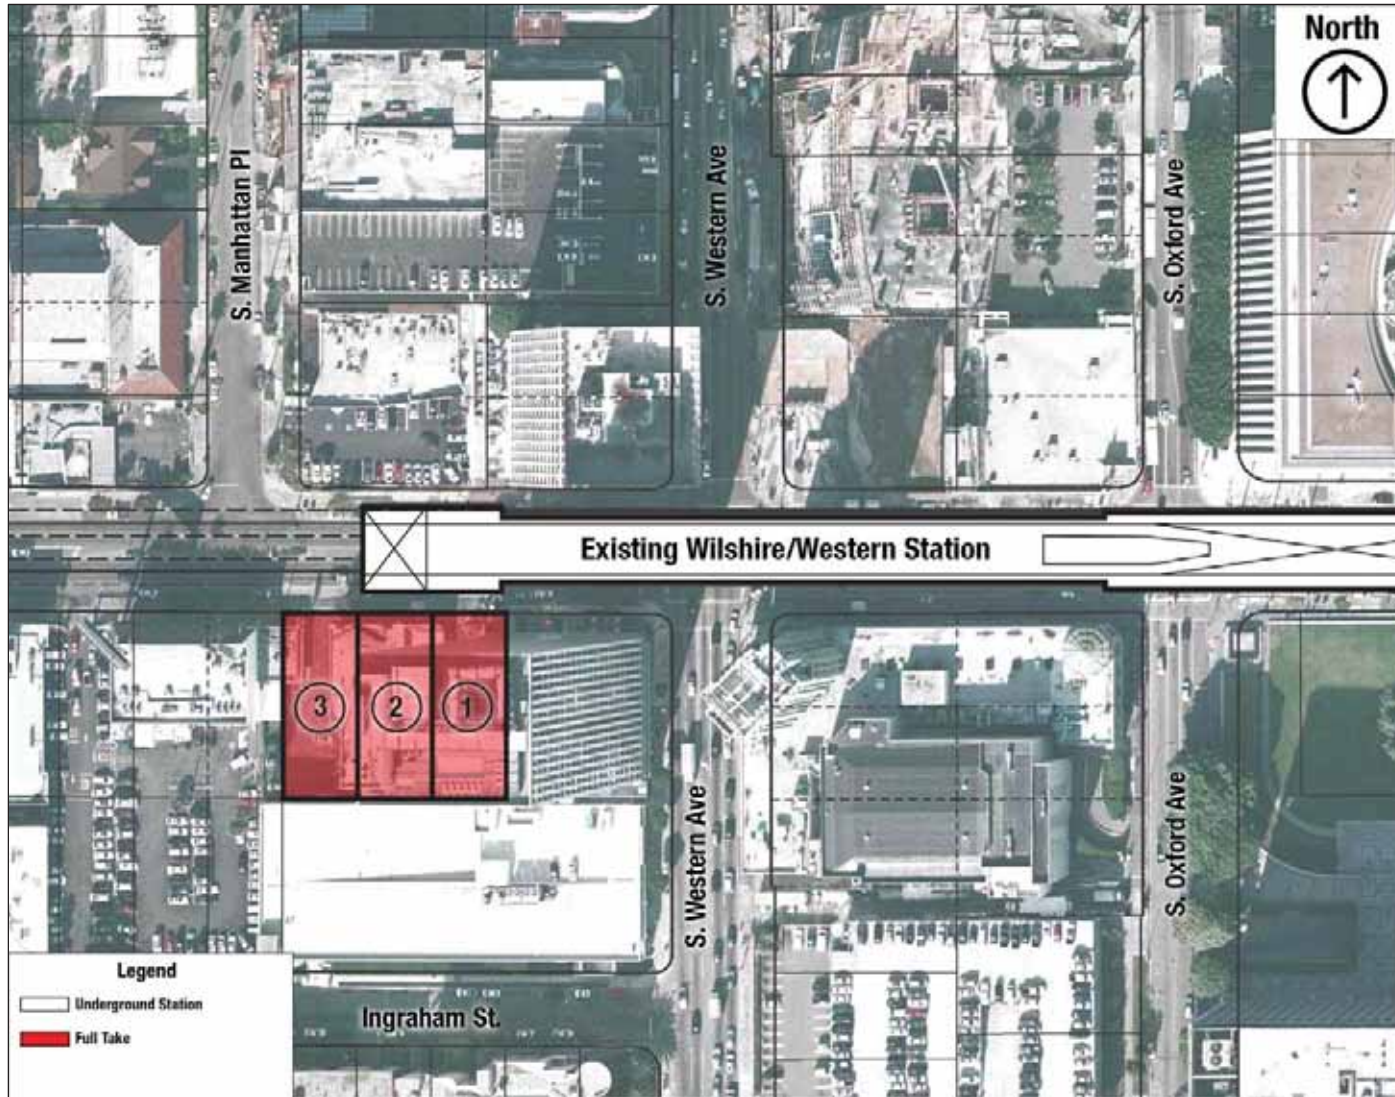 North
S. Manhattan Pl
S. Western Ave
S. Oxford Ave
Existing Wilshire/Western Station
3
2
1
S. Western Ave
S. Oxford Ave
Legend
Underground Station
Full Take
Ingraham St.